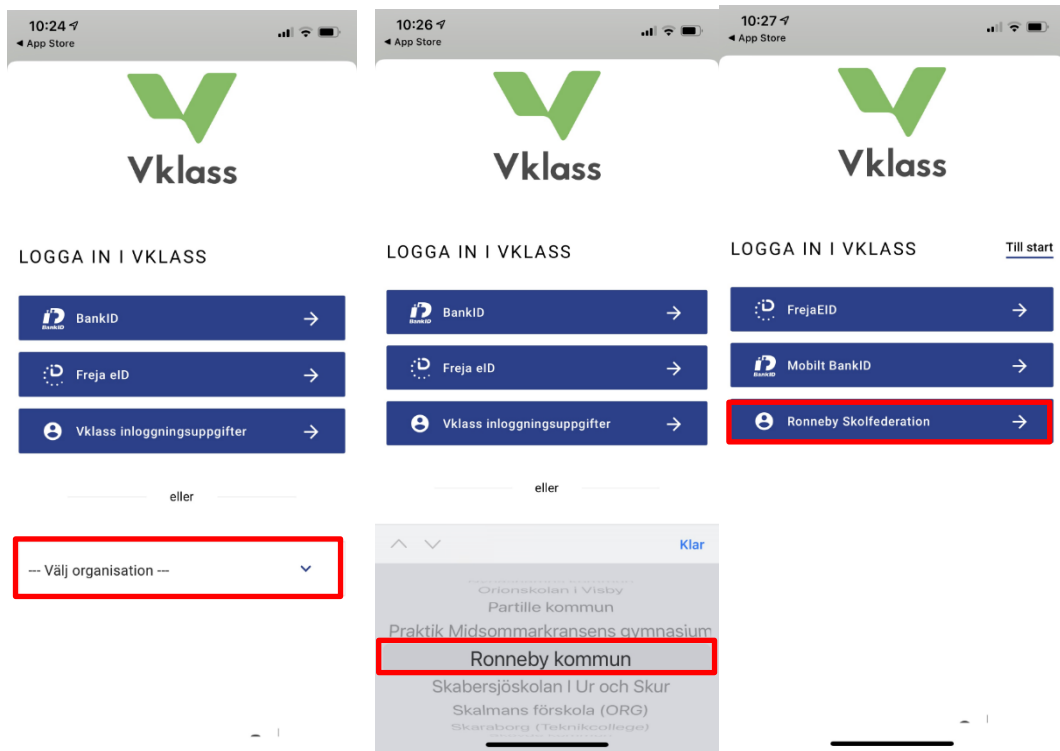 10:24
◄ App Store
Vklass
LOGGA IN I VKLASS
BankID
BankID
Freja eID
Vklass inloggningsuppgifter
eller
--- Välj organisation ---
10:26
◄ App Store
Vklass
LOGGA IN I VKLASS
BankID
BankID
Freja eID
Vklass inloggningsuppgifter
eller
Klar
Orionskolan i Visby
Partille kommun
Praktik Midsommarkransens gymnasium
Ronneby kommun
Skabersjöskolan I Ur och Skur
Skalmans förskola (ORG)
Skaraborg (Teknikcollege)
10:27
◄ App Store
Vklass
LOGGA IN I VKLASS
Till start
FrejaEID
BankID
Mobilt BankID
Ronneby Skolfederation